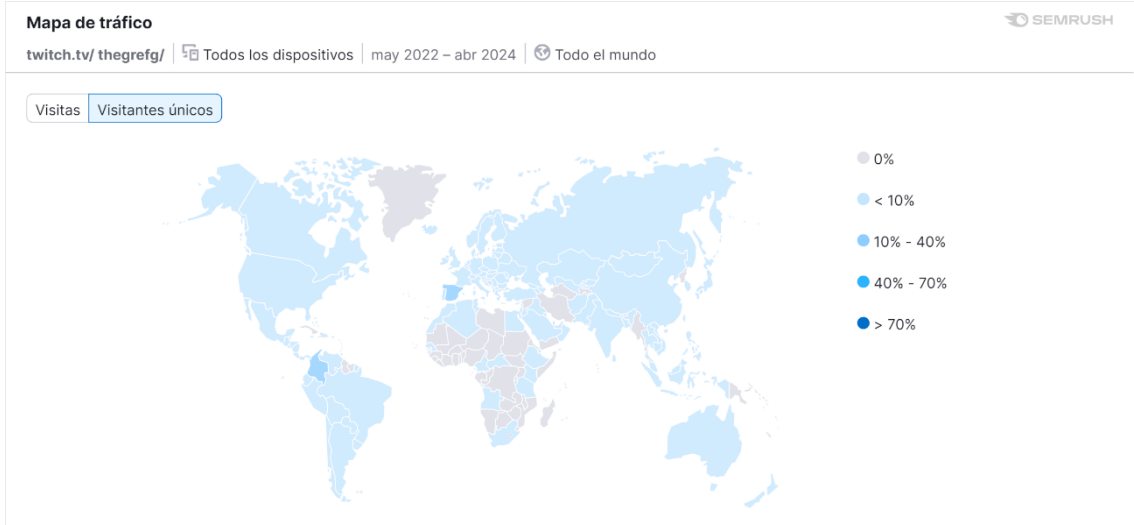 Mapa de tráfico
SEMRUSH
twitch.tv/ thegrefg/ Todos los dispositivos may 2022 – abr 2024 Todo el mundo
Visitas Visitantes únicos
0%
< 10%
10% - 40%
40% - 70%
> 70%